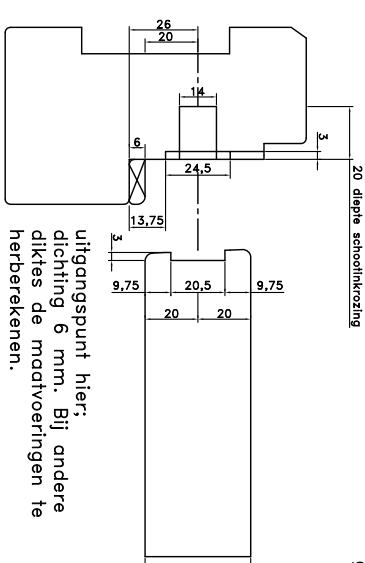 26
20
14
3
20 diepte schootinkrozing
6
24,5
13,75
3
9,75
20,5
9,75
20
20
uitgangspunt hier;
dichting 6 mm. Bij andere
diktes de maatvoeringen te
herberekenen.